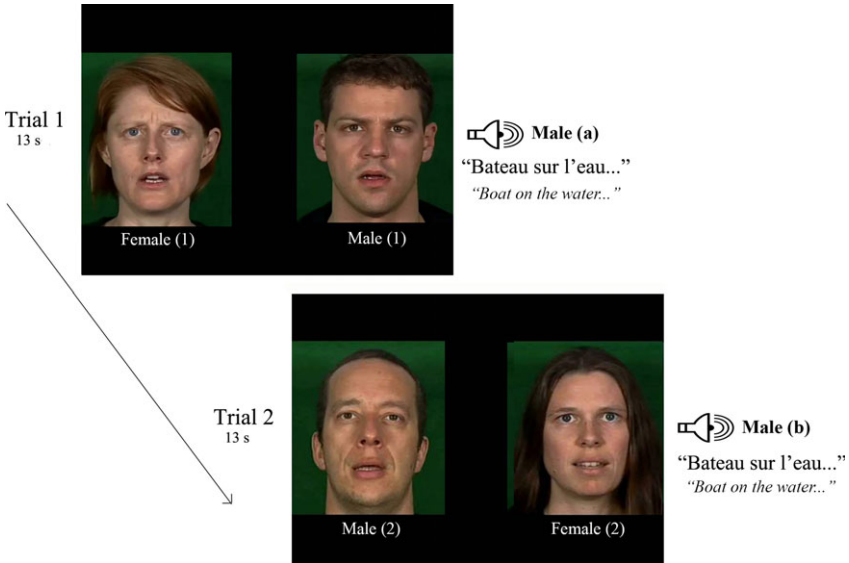 Trial 1
13 s
Female (1)
Male (1)
Male (a)
“Bateau sur l’eau...”
“Boat on the water...”
Trial 2
13 s
Male (2)
Female (2)
Male (b)
“Bateau sur l’eau...”
“Boat on the water...”